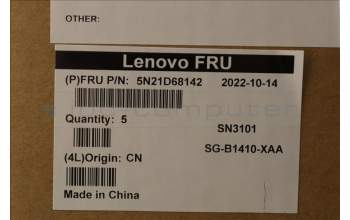 OTHER:
Lenovo FRU
(P)FRU P/N: 5N21D68142 2022-10-14
Quantity: 5
SN3101
SG-B1410-XAA
(4L)Origin: CN
Made in China